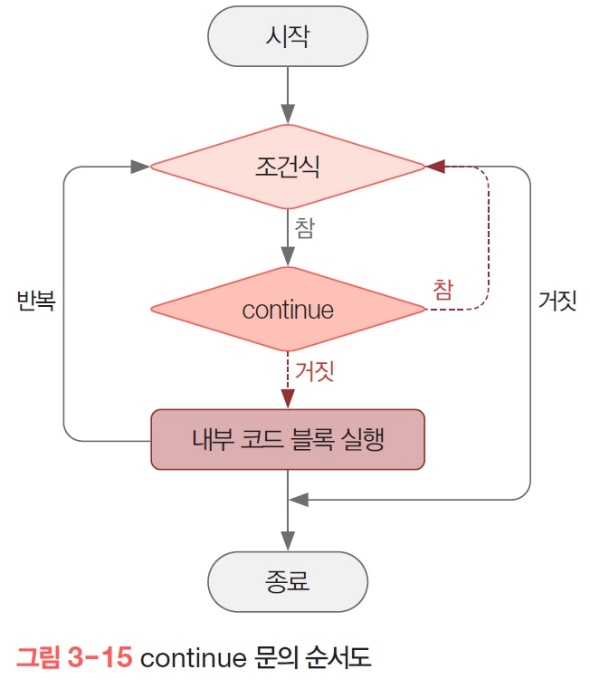 시작
조건식
참
continue
참
반복
거짓
거짓
내부 코드 블록 실행
종료
그림 3-15 continue 문의 순서도